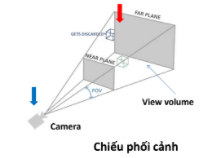 FAR PLANE
GETS DISCARDED
NEAR PLANE
FOV
View volume
Camera
Chiếu phối cảnh